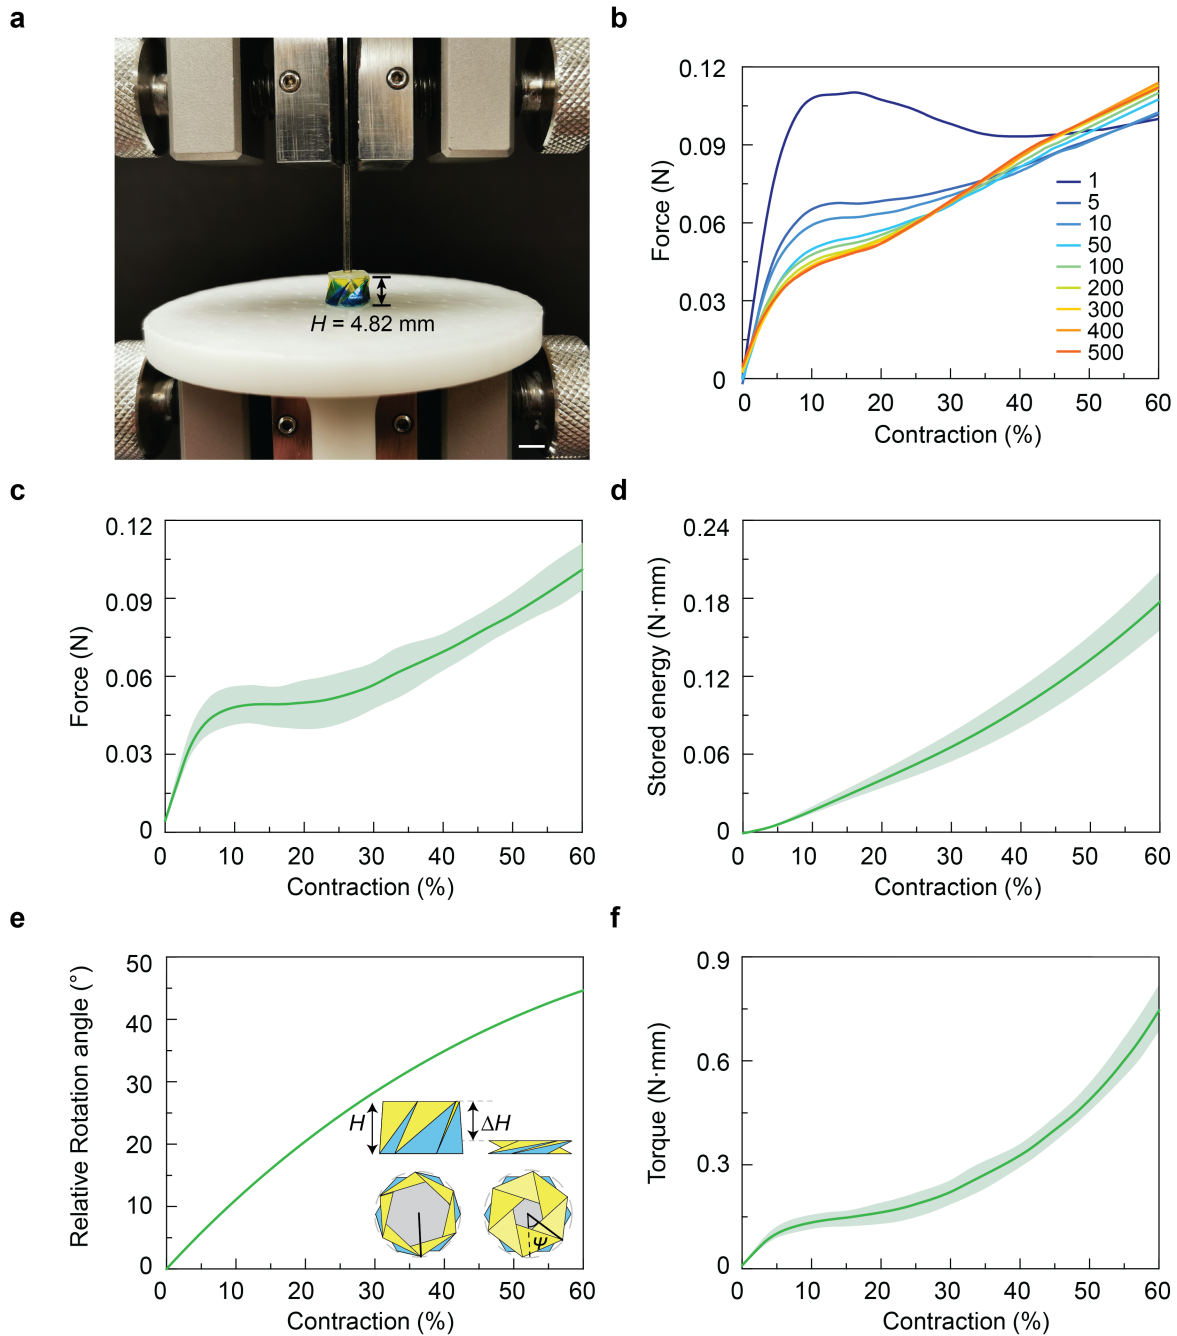 a
H = 4.82 mm
b
0.12
0.09
0.06
0.03
0
Force (N)
1
5
10
50
100
200
300
400
500
0 10 20 30 40 50 60
Contraction (%)
c
0.12
0.09
0.06
0.03
0
Force (N)
0 10 20 30 40 50 60
Contraction (%)
d
0.24
0.18
0.12
0.06
0
Stored energy (N·mm)
0 10 20 30 40 50 60
Contraction (%)
e
50
40
30
20
10
0
Relative Rotation angle (°)
H
ΔH
Ψ
0 10 20 30 40 50 60
Contraction (%)
f
0.9
0.6
0.3
0
Torque (N·mm)
0 10 20 30 40 50 60
Contraction (%)